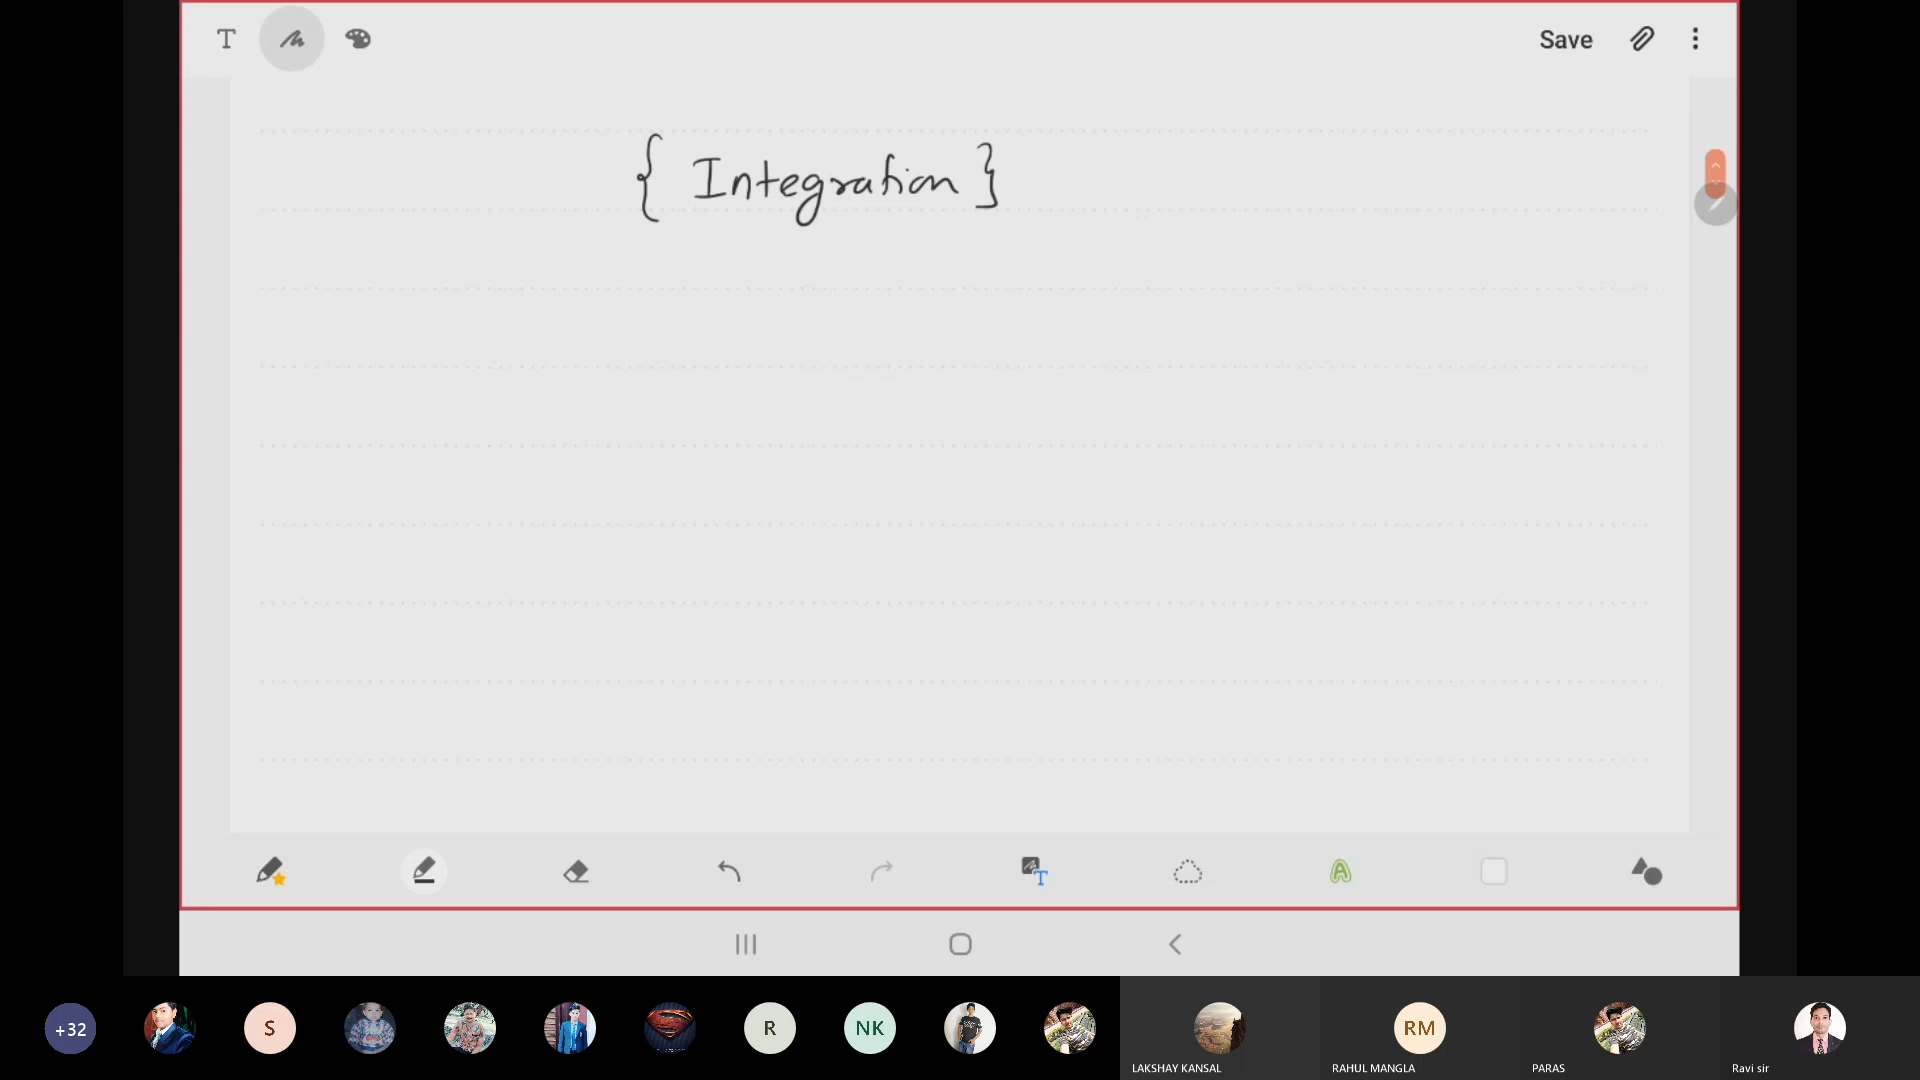 T
Save
{ Integration }
T
A
+32
S
R
NK
RM
LAKSHAY KANSAL
RAHUL MANGLA
PARAS
Ravi sir